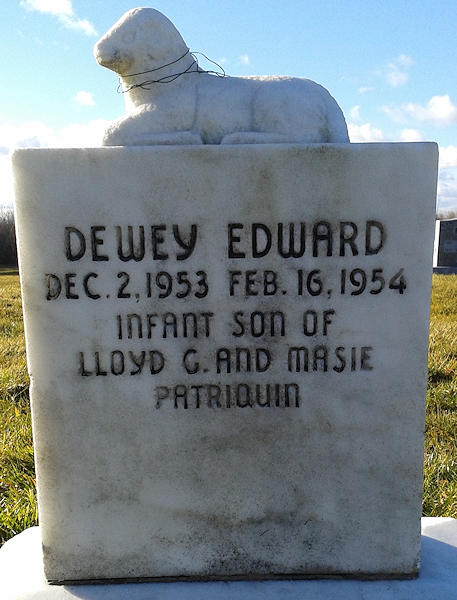 DEWEY EDWARD
DEC. 2, 1953 FEB. 16, 1954
INFANT SON OF
LLOYD G. AND MASIE
PATRIQUIN